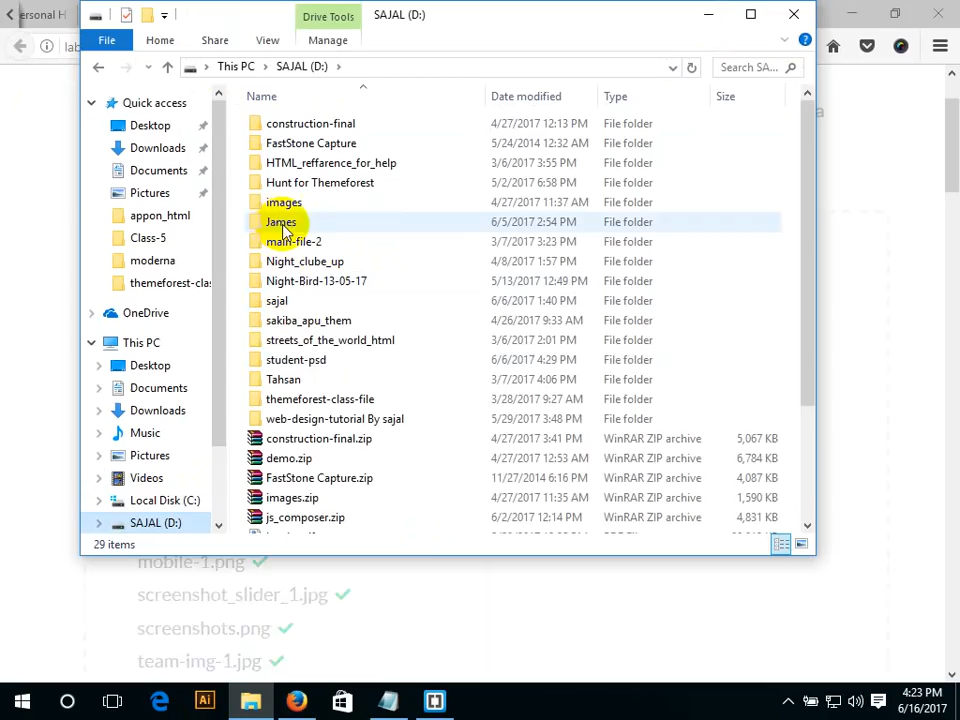 Drive Tools
SAJAL (D:)
ersonal H
File
Home
Share
View
Manage
This PC
SAJAL (D:)
Search SA...
Name
Date modified
Type
Size
Quick access
Desktop
Downloads
Documents
Pictures
appon_html
Class-5
moderna
themeforest-clas
OneDrive
This PC
Desktop
Documents
Downloads
Music
Pictures
Videos
Local Disk (C:)
SAJAL (D:)
construction-final 4/27/2017 12:13 PM File folder
FastStone Capture 5/24/2014 12:32 AM File folder
HTML_reffarence_for_help 3/6/2017 3:55 PM File folder
Hunt for Themeforest 5/2/2017 6:58 PM File folder
images 4/27/2017 11:37 AM File folder
James 6/5/2017 2:54 PM File folder
main-file-2 3/7/2017 3:23 PM File folder
Night_clube_up 4/8/2017 1:57 PM File folder
Night-Bird-13-05-17 5/13/2017 12:49 PM File folder
sajal 6/6/2017 1:40 PM File folder
sakiba_apu_them 4/26/2017 9:33 AM File folder
streets_of_the_world_html 3/6/2017 2:01 PM File folder
student-psd 6/6/2017 4:29 PM File folder
Tahsan 3/7/2017 4:06 PM File folder
themeforest-class-file 3/28/2017 9:27 AM File folder
web-design-tutorial By sajal 5/29/2017 3:48 PM File folder
construction-final.zip 4/27/2017 3:41 PM WinRAR ZIP archive 5,067 KB
demo.zip 4/27/2017 12:53 AM WinRAR ZIP archive 6,784 KB
FastStone Capture.zip 11/27/2014 6:16 PM WinRAR ZIP archive 4,087 KB
images.zip 4/27/2017 11:35 AM WinRAR ZIP archive 1,590 KB
js_composer.zip 6/2/2017 12:14 PM WinRAR ZIP archive 4,831 KB
29 items
mobile-1.png
screenshot_slider_1.jpg
screenshots.png
team-img-1.jpg
Ai
4:23 PM
6/16/2017